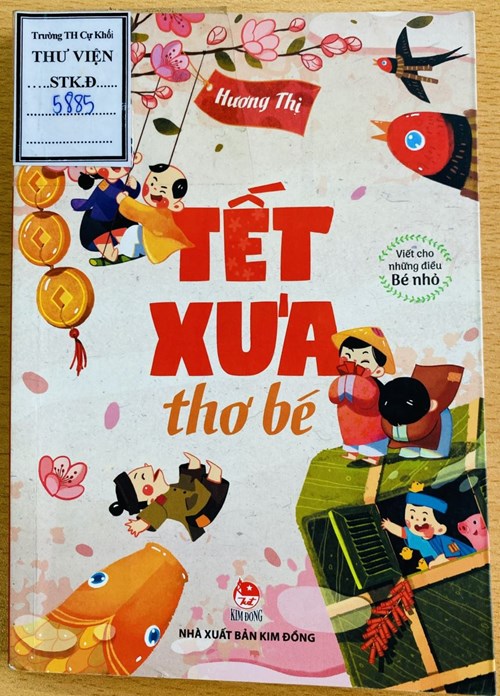 Trường TH Cự Khối
THƯ VIỆN
STK.Đ
5885
Hương Thị
TẾT
XƯA
thơ bé
Viết cho
những điều
Bé nhỏ
KIM ĐỒNG
NHÀ XUẤT BẢN KIM ĐỒNG